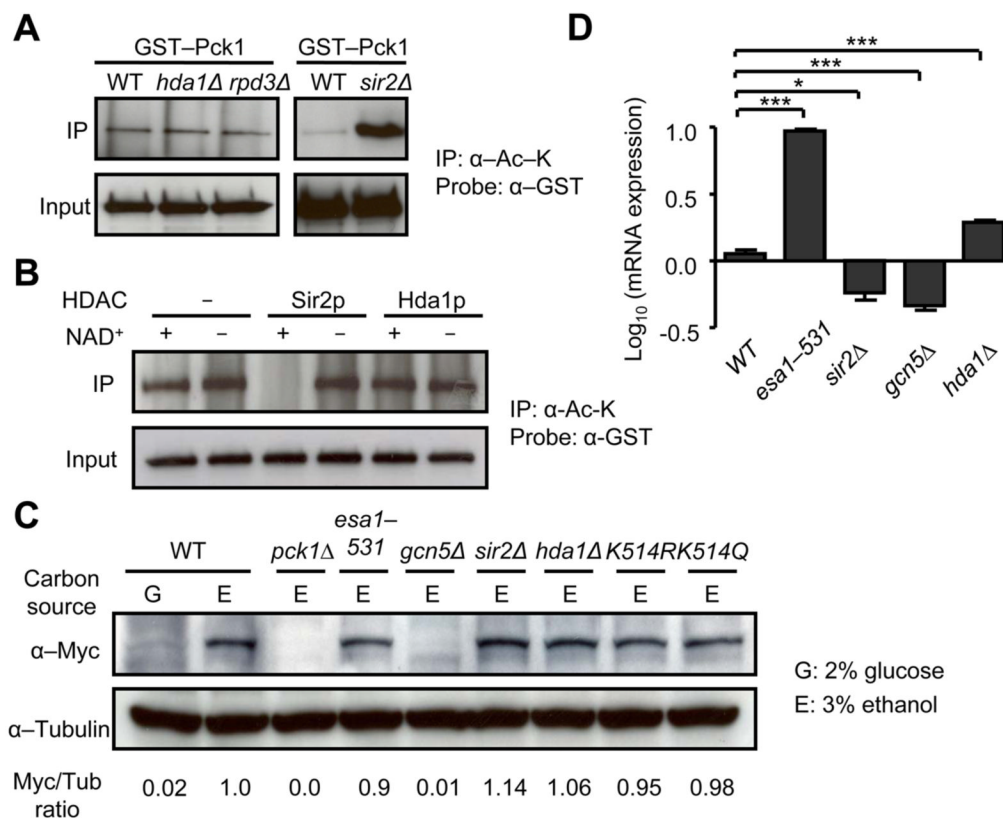 A
GST–Pck1 GST–Pck1
WT hda1Δ rpd3Δ WT sir2Δ
IP
Input
IP: α–Ac–K
Probe: α–GST
B
HDAC – Sir2p Hda1p
NAD+ + – + – + –
IP
Input
IP: α-Ac-K
Probe: α-GST
C
WT pck1Δ esa1–531 gcn5Δ sir2Δ hda1Δ K514R K514Q
Carbon source G E E E E E E E E
α–Myc
α–Tubulin
Myc/Tub ratio 0.02 1.0 0.0 0.9 0.01 1.14 1.06 0.95 0.98
G: 2% glucose
E: 3% ethanol
D
***
***
*
***
Log10 (mRNA expression)
1.0
0.5
0.0
-0.5
WT esa1–531 sir2Δ gcn5Δ hda1Δ